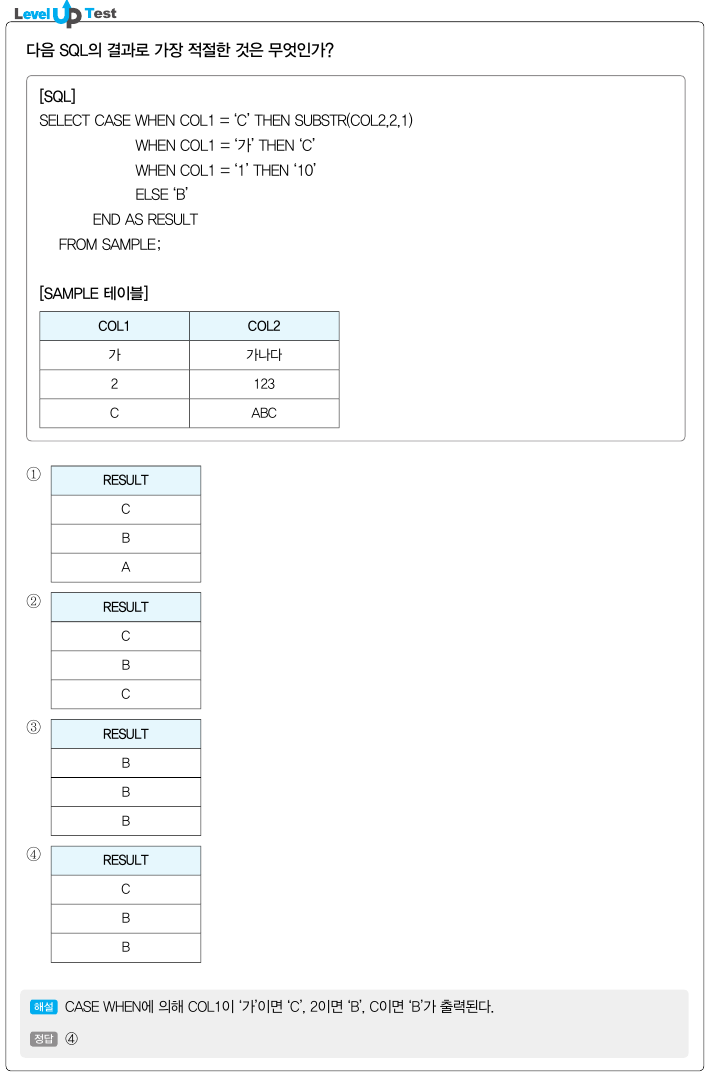 Level Up Test
다음 SQL의 결과로 가장 적절한 것은 무엇인가?
[SQL]
SELECT CASE WHEN COL1 = ‘C’ THEN SUBSTR(COL2,2,1)
WHEN COL1 = ‘가’ THEN ‘C’
WHEN COL1 = ‘1’ THEN ‘10’
ELSE ‘B’
END AS RESULT
FROM SAMPLE;
[SAMPLE 테이블]
COL1 COL2
가 가나다
2 123
C ABC
① RESULT
C
B
A
② RESULT
C
B
C
③ RESULT
B
B
B
④ RESULT
C
B
B
해설 CASE WHEN에 의해 COL1이 ‘가’이면 ‘C’, 2이면 ‘B’, C이면 ‘B’가 출력된다.
정답 ④